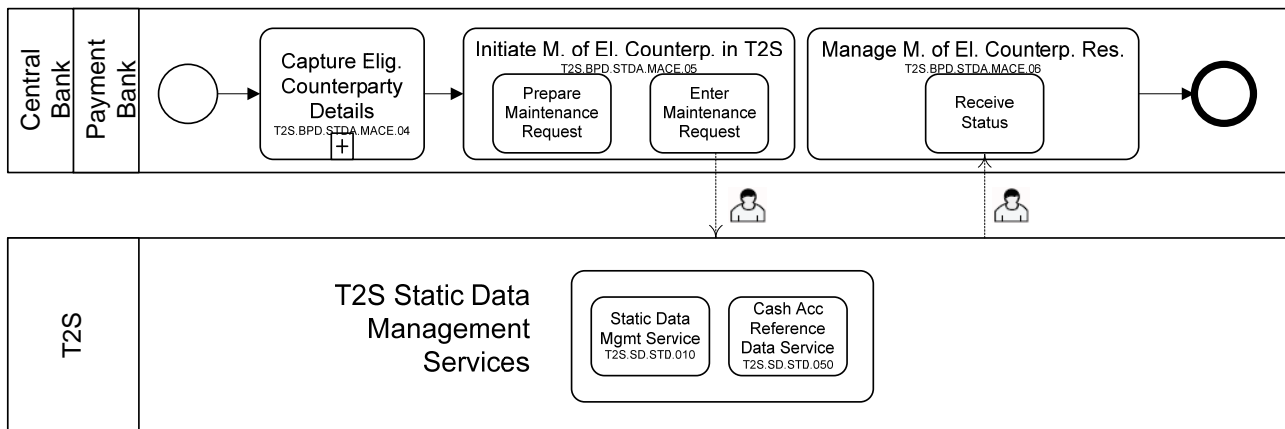 Central
Bank
Payment
Bank
Capture Elig.
Counterparty
Details
T2S.BPD.STDA.MACE.04
+
Initiate M. of El. Counterp. in T2S
T2S.BPD.STDA.MACE.05
Prepare
Maintenance
Request
Enter
Maintenance
Request
Manage M. of El. Counterp. Res.
T2S.BPD.STDA.MACE.06
Receive
Status
T2S
T2S Static Data
Management
Services
Static Data
Mgmt Service
T2S.SD.STD.010
Cash Acc
Reference
Data Service
T2S.SD.STD.050